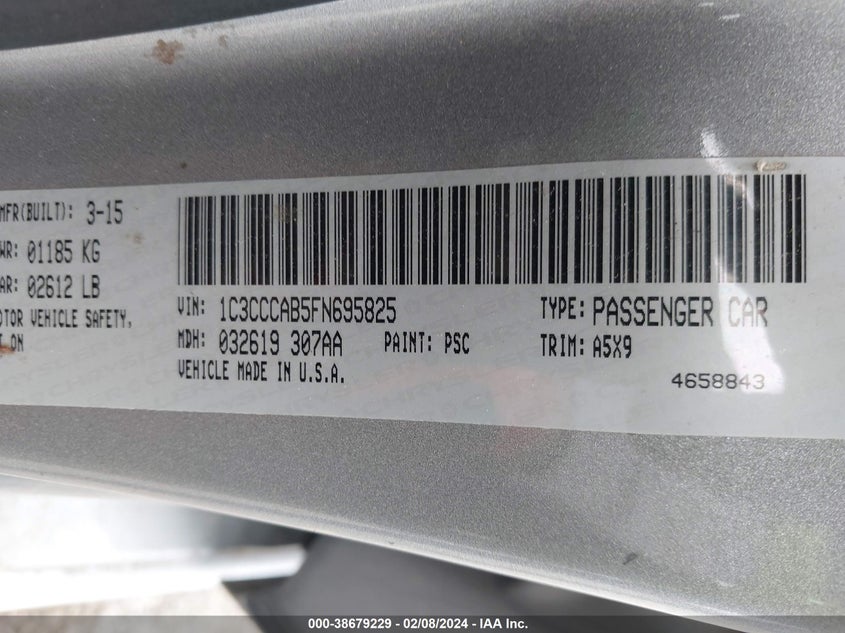 MFR(BUILT): 3-15
WR: 01185 KG
AR: 02612 LB
OTOR VEHICLE SAFETY,
T ON
VIN: 1C3CCCAB5FN695825 TYPE: PASSENGER CAR
MDH: 032619 307AA PAINT: PSC TRIM: A5X9
VEHICLE MADE IN U.S.A. 4658843
000-38679229 - 02/08/2024 - IAA Inc.